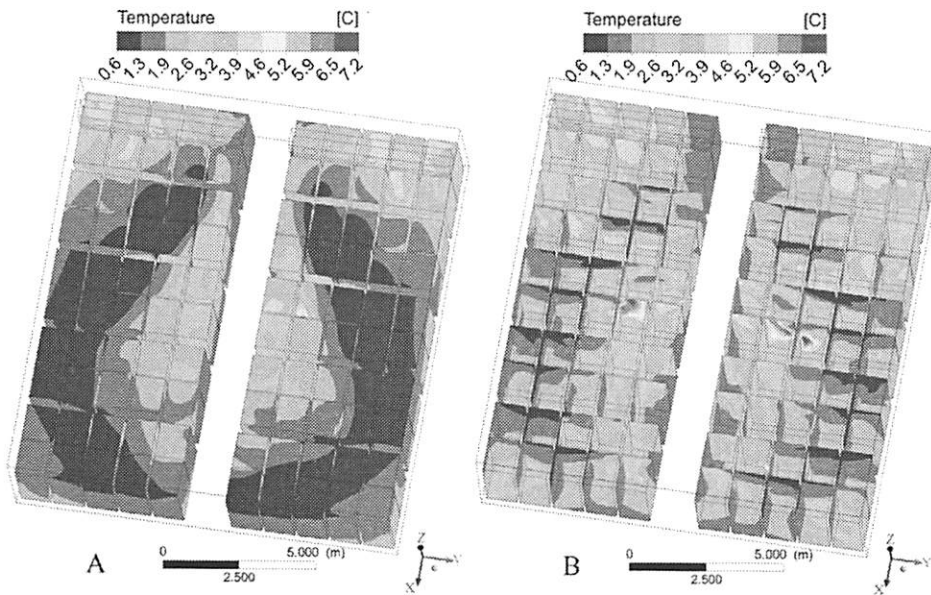 Temperature [C]
0.6 1.3 1.9 2.6 3.2 3.9 4.6 5.2 5.9 6.5 7.2
Temperature [C]
0.6 1.3 1.9 2.6 3.2 3.9 4.6 5.2 5.9 6.5 7.2
A
0 5.000 (m)
2.500
Z
Y
X
B
0 5.000 (m)
2.500
Z
Y
X